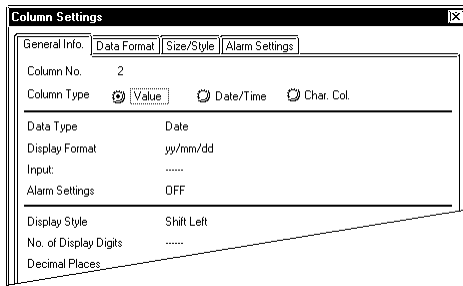 Column Settings
General Info. Data Format Size/Style Alarm Settings
Column No. 2
Column Type Value Date/Time Char. Col.
Data Type Date
Display Format yy/mm/dd
Input: ------
Alarm Settings OFF
Display Style Shift Left
No. of Display Digits ------
Decimal Places